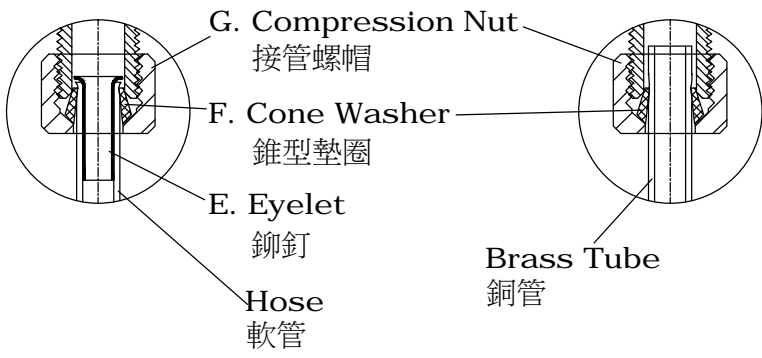 G. Compression Nut
接管螺帽
F. Cone Washer
錐型墊圈
E. Eyelet
鉚釘
Hose
軟管
Brass Tube
銅管